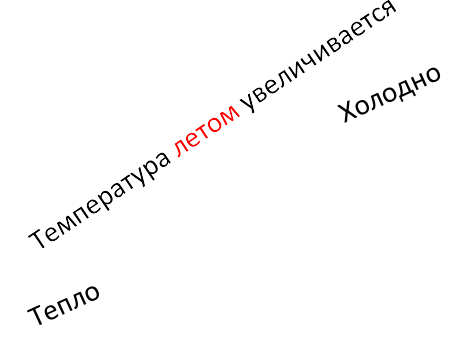 Температура летом увеличивается
Холодно
Тепло